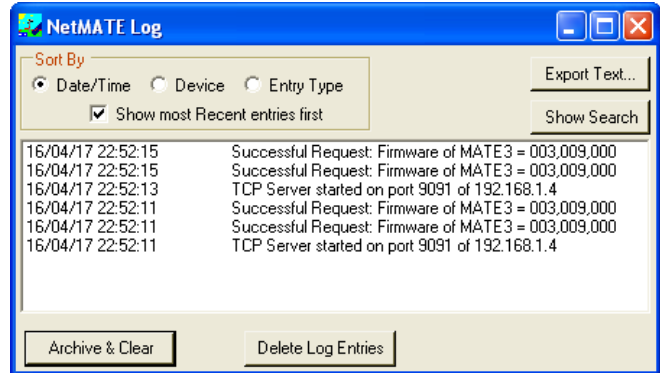 NetMATE Log
Sort By
Date/Time Device Entry Type
Show most Recent entries first
Export Text...
Show Search
16/04/17 22:52:15 Successful Request: Firmware of MATE3 = 003,009,000
16/04/17 22:52:15 Successful Request: Firmware of MATE3 = 003,009,000
16/04/17 22:52:13 TCP Server started on port 9091 of 192.168.1.4
16/04/17 22:52:11 Successful Request: Firmware of MATE3 = 003,009,000
16/04/17 22:52:11 Successful Request: Firmware of MATE3 = 003,009,000
16/04/17 22:52:11 TCP Server started on port 9091 of 192.168.1.4
Archive & Clear Delete Log Entries